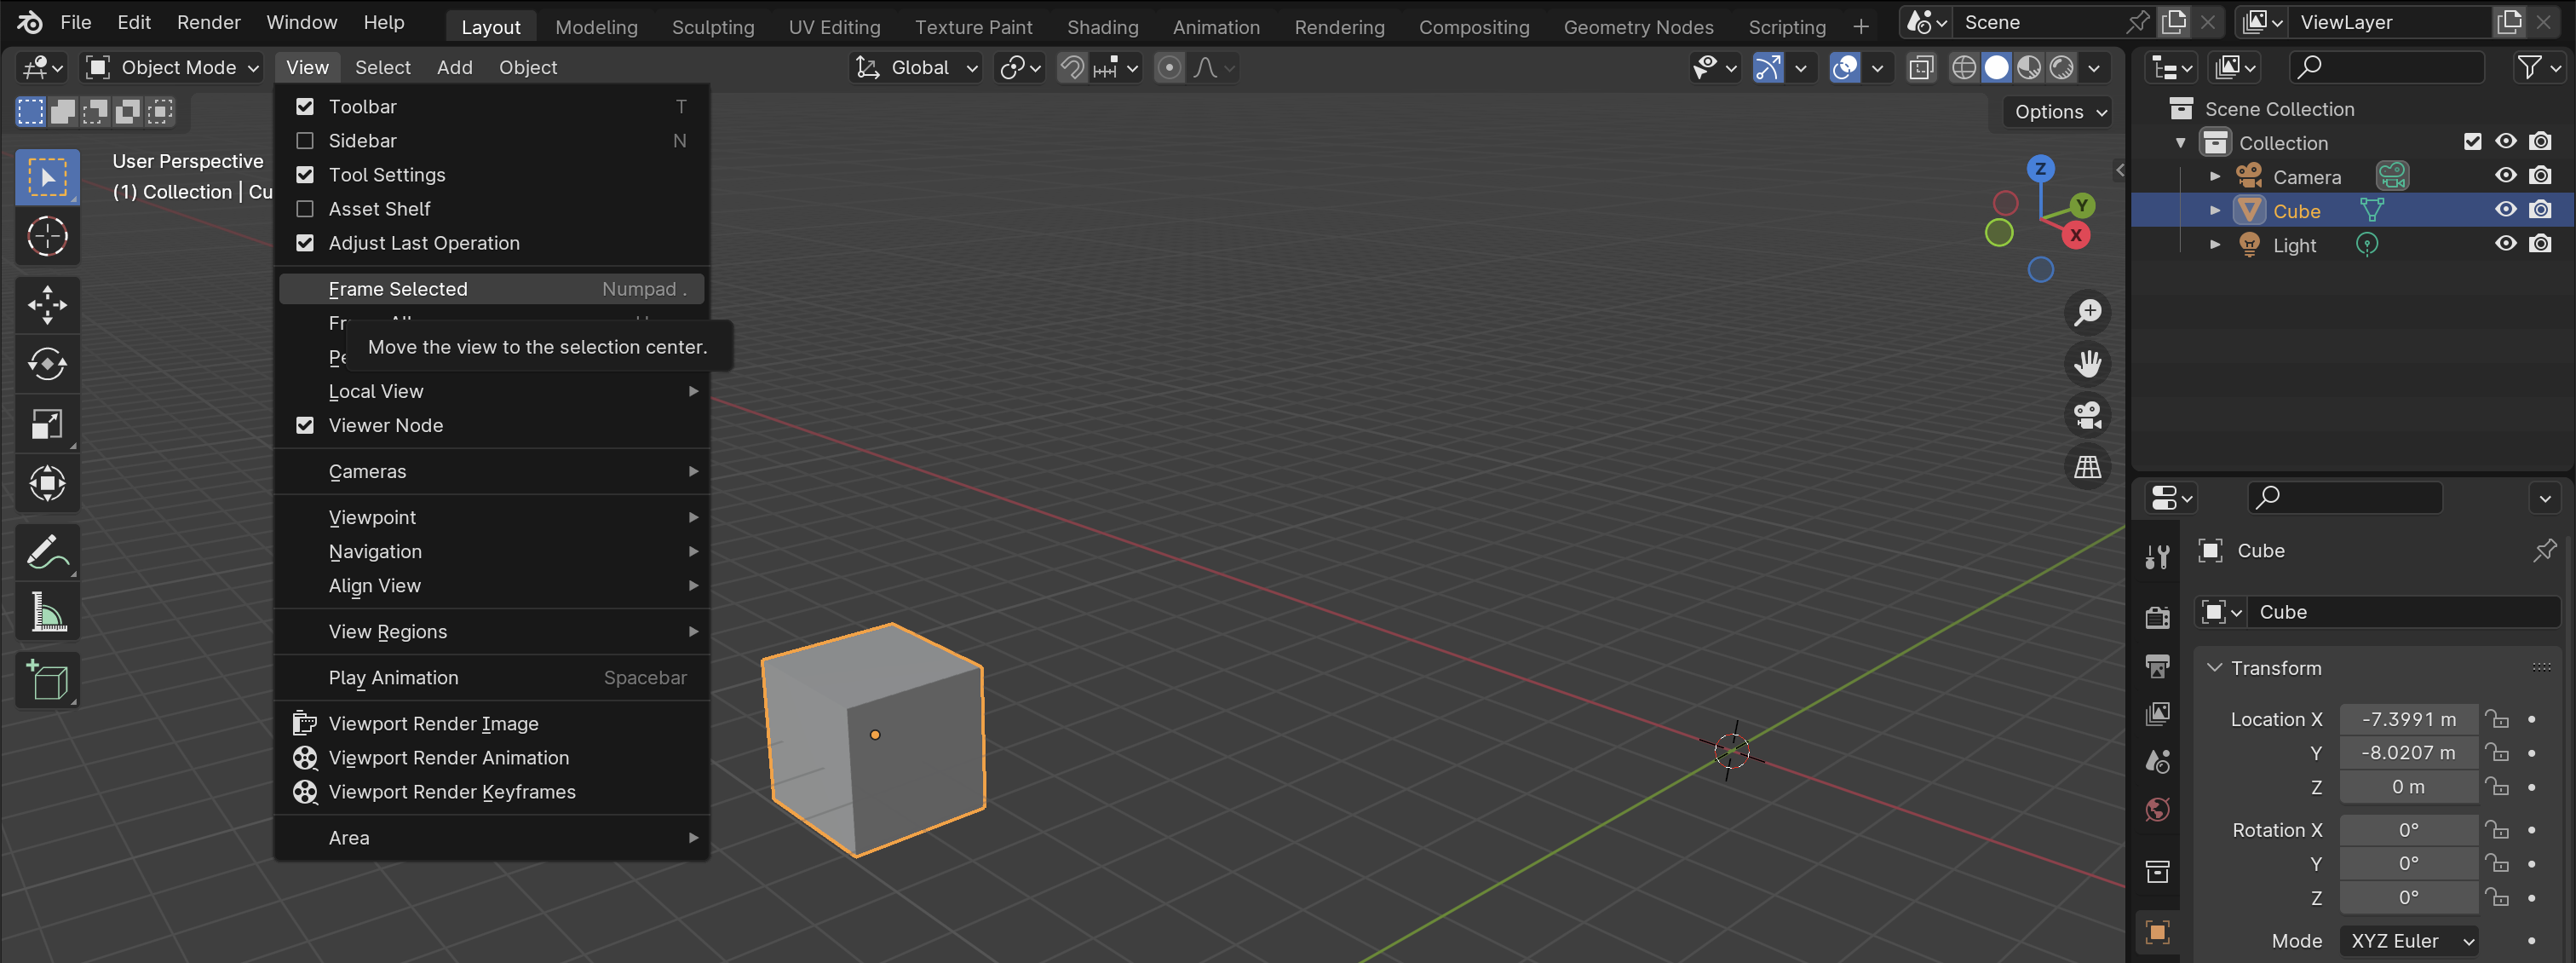 File Edit Render Window Help Layout Modeling Sculpting UV Editing Texture Paint Shading Animation Rendering Compositing Geometry Nodes Scripting + Scene ViewLayer
Object Mode View Select Add Object Global
Options
User Perspective
(1) Collection | Cu
Toolbar T
Sidebar N
Tool Settings
Asset Shelf
Adjust Last Operation
Frame Selected Numpad .
Move the view to the selection center.
Local View
Viewer Node
Cameras
Viewpoint
Navigation
Align View
View Regions
Play Animation Spacebar
Viewport Render Image
Viewport Render Animation
Viewport Render Keyframes
Area
Z
Y
X
Scene Collection
Collection
Camera
Cube
Light
Cube
Cube
Transform
Location X -7.3991 m
Y -8.0207 m
Z 0 m
Rotation X 0°
Y 0°
Z 0°
Mode XYZ Euler